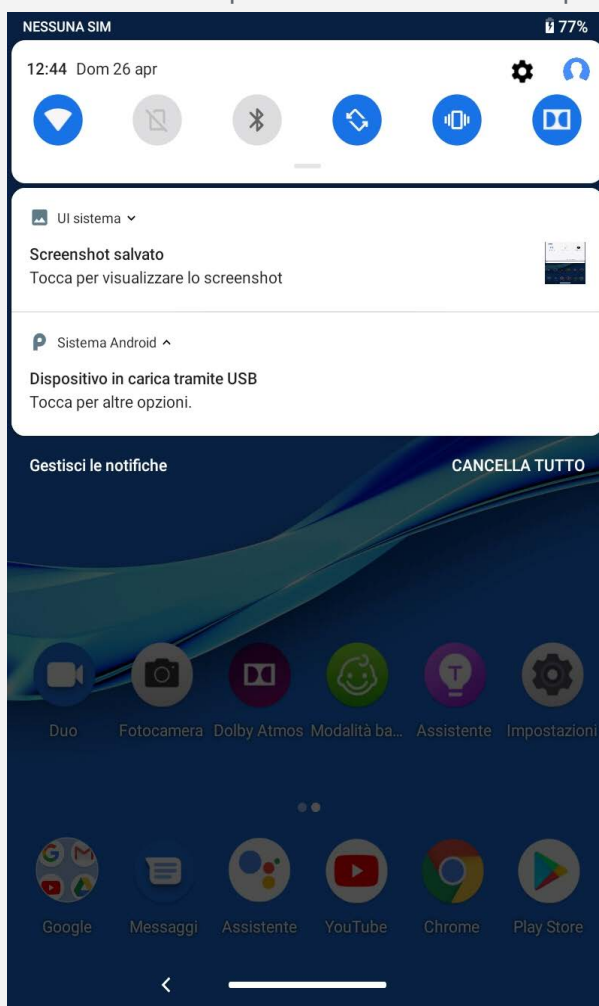 NESSUNA SIM 77%
12:44 Dom 26 apr
UI sistema
Screenshot salvato
Tocca per visualizzare lo screenshot
Sistema Android
Dispositivo in carica tramite USB
Tocca per altre opzioni.
Gestisci le notifiche CANCELLA TUTTO
Duo Fotocamera Dolby Atmos Modalità ba... Assistente Impostazioni
Google Messaggi Assistente YouTube Chrome Play Store